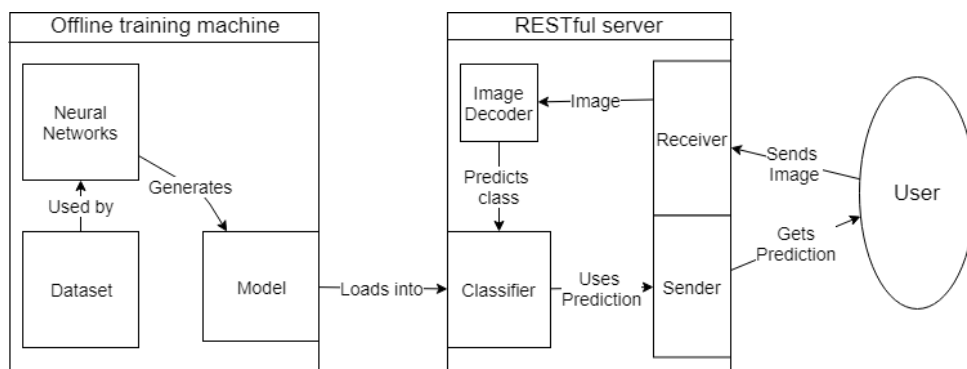 Offline training machine
RESTful server
Neural
Networks
Image
Decoder
Image
Receiver
Sends
Image
User
Generates
Predicts
class
Used by
Dataset
Model
Loads into
Classifier
Uses
Prediction
Sender
Gets
Prediction